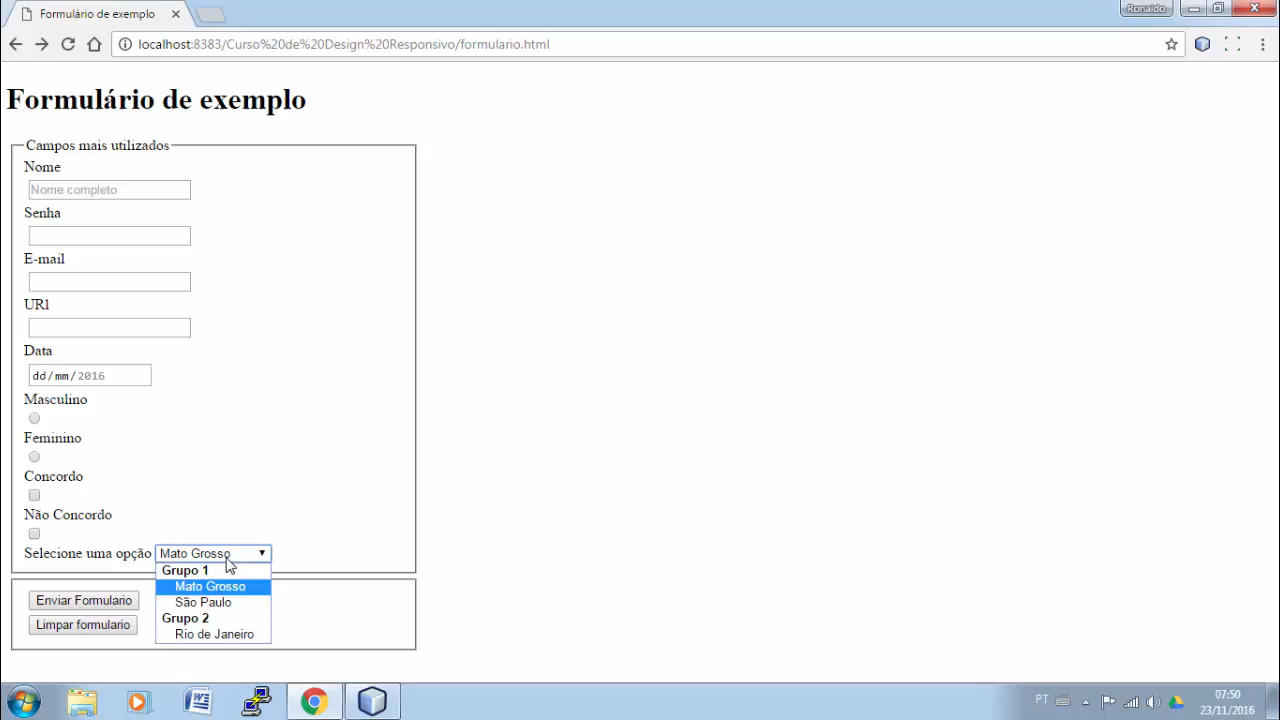 Formulário de exemplo
Ronaldo
localhost:8383/Curso%20de%20Design%20Responsivo/formulario.html
Formulário de exemplo
Campos mais utilizados
Nome
Nome completo
Senha
E-mail
URl
Data
dd/mm/2016
Masculino
Feminino
Concordo
Não Concordo
Selecione uma opção Mato Grosso
Grupo 1
Mato Grosso
São Paulo
Grupo 2
Rio de Janeiro
Enviar Formulario
Limpar formulario
PT
07:50
23/11/2016